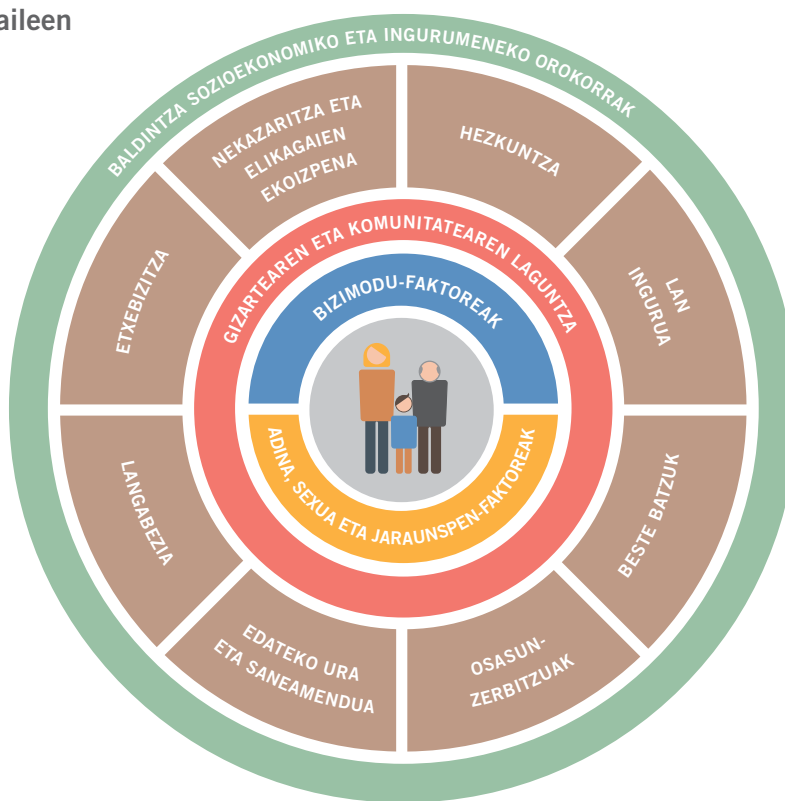 aileen
BALDINTZA SOZIOEKONOMIKO ETA INGURUMENEKO OROKORRAK
NEKAZARITZA ETA
ELIKAGAIEN
EKOIZPENA
HEZKUNTZA
LAN
INGURUA
BESTE BATZUK
OSASUN-
ZERBITZUAK
EDATEKO URA
ETA SANEAMENDUA
LANGABEZIA
ETXEBIZITZA
GIZARTEAREN ETA KOMUNITATEAREN LAGUNTZA
BIZIMODU-FAKTOREAK
ADINA, SEXUA ETA JARAUNSPEN-FAKTOREAK